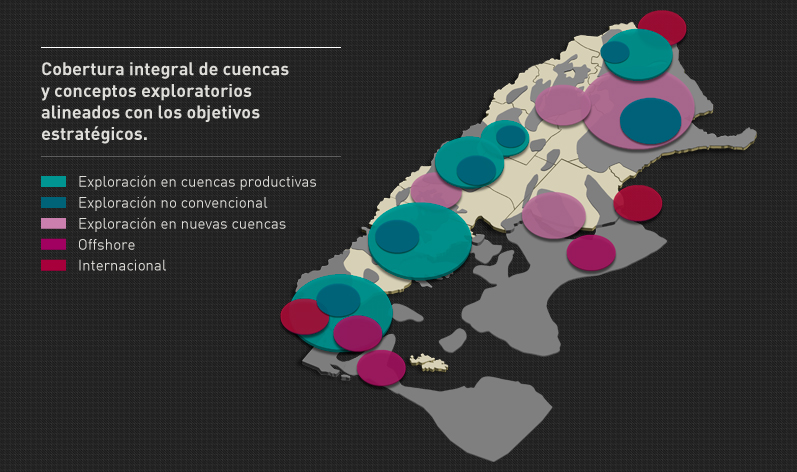 Cobertura integral de cuencas
y conceptos exploratorios
alineados con los objetivos
estratégicos.
Exploración en cuencas productivas
Exploración no convencional
Exploración en nuevas cuencas
Offshore
Internacional